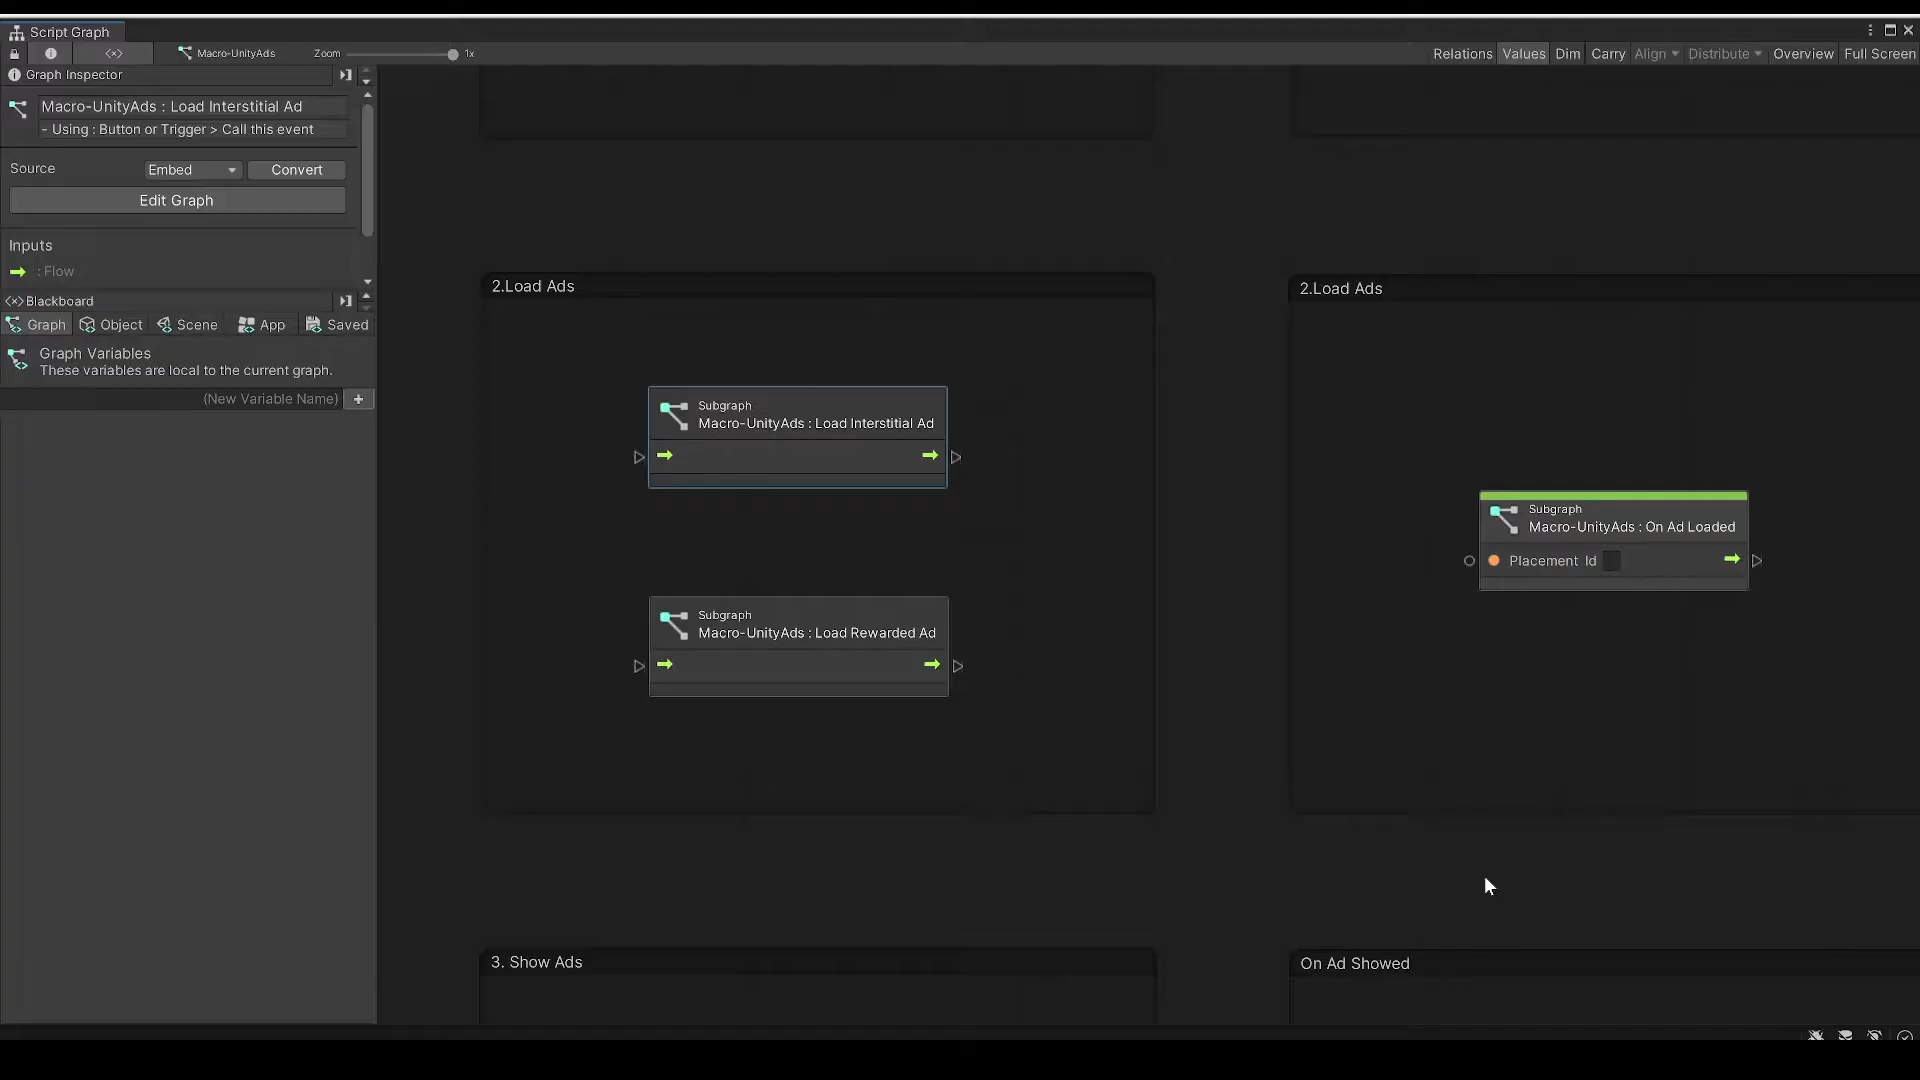 Script Graph
<×> Macro-UnityAds Zoom 1x Relations Values Dim Carry Align Distribute Overview Full Screen
Graph Inspector
Macro-UnityAds : Load Interstitial Ad
- Using : Button or Trigger > Call this event
Source Embed Convert
Edit Graph
Inputs
: Flow
<×> Blackboard
Graph Object Scene App Saved
Graph Variables
These variables are local to the current graph.
(New Variable Name) +
2.Load Ads
Subgraph
Macro-UnityAds : Load Interstitial Ad
Subgraph
Macro-UnityAds : Load Rewarded Ad
2.Load Ads
Subgraph
Macro-UnityAds : On Ad Loaded
Placement Id
3. Show Ads
On Ad Showed